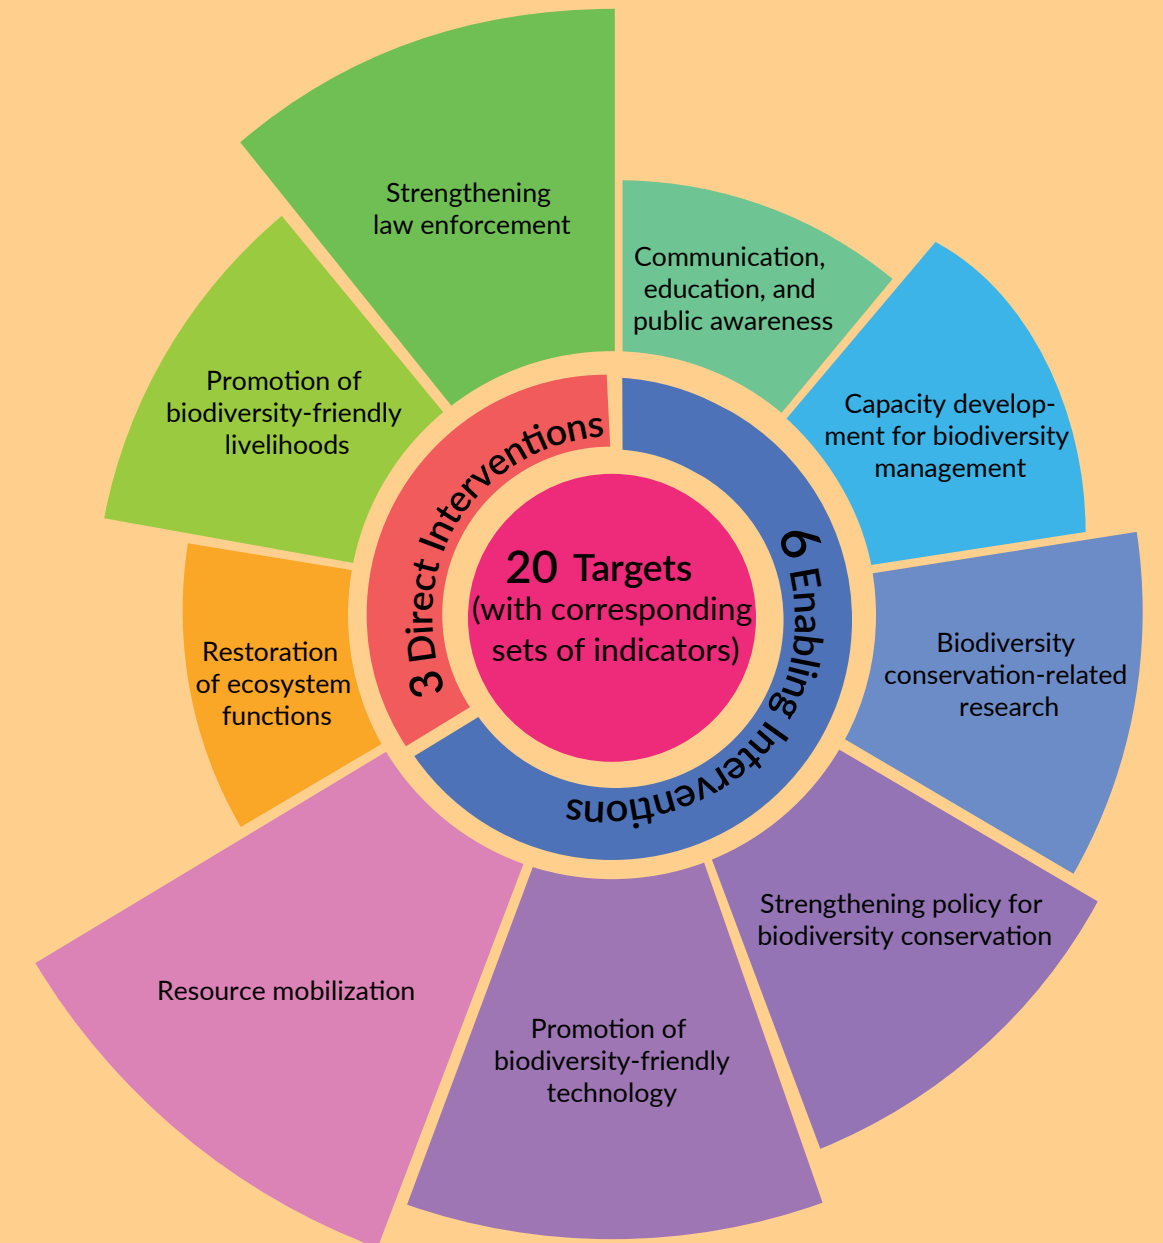 Strengthening
law enforcement
Communication,
education, and
public awareness
Promotion of
biodiversity-friendly
livelihoods
Capacity develop-
ment for biodiversity
management
3 Direct Interventions
6 Enabling Interventions
20 Targets
(with corresponding
sets of indicators)
Restoration
of ecosystem
functions
Biodiversity
conservation-related
research
Strengthening policy for
biodiversity conservation
Resource mobilization
Promotion of
biodiversity-friendly
technology